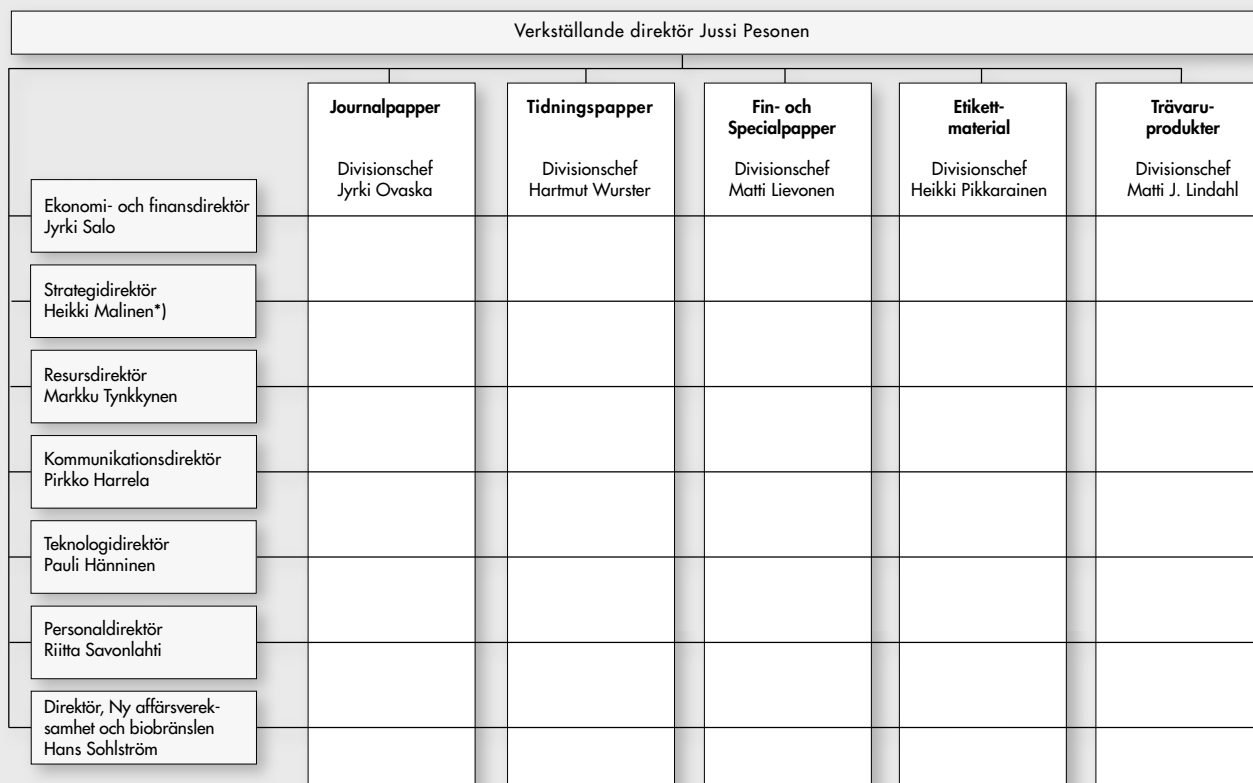 Verkställande direktör Jussi Pesonen
Journalpapper
Divisionschef
Jyrki Ovaska
Tidningspapper
Divisionschef
Hartmut Wurster
Fin- och
Specialpapper
Divisionschef
Matti Lievonen
Etikett-
material
Divisionschef
Heikki Pikkarainen
Trävaru-
produkter
Divisionschef
Matti J. Lindahl
Ekonomi- och finansdirektör
Jyrki Salo
Strategidirektör
Heikki Malinen*)
Resursdirektör
Markku Tynkkynen
Kommunikationsdirektör
Pirkko Harrela
Teknologidirektör
Pauli Hänninen
Personaldirektör
Riitta Savonlahti
Direktör, Ny affärsverek-
samhet och biobränslen
Hans Sohlström